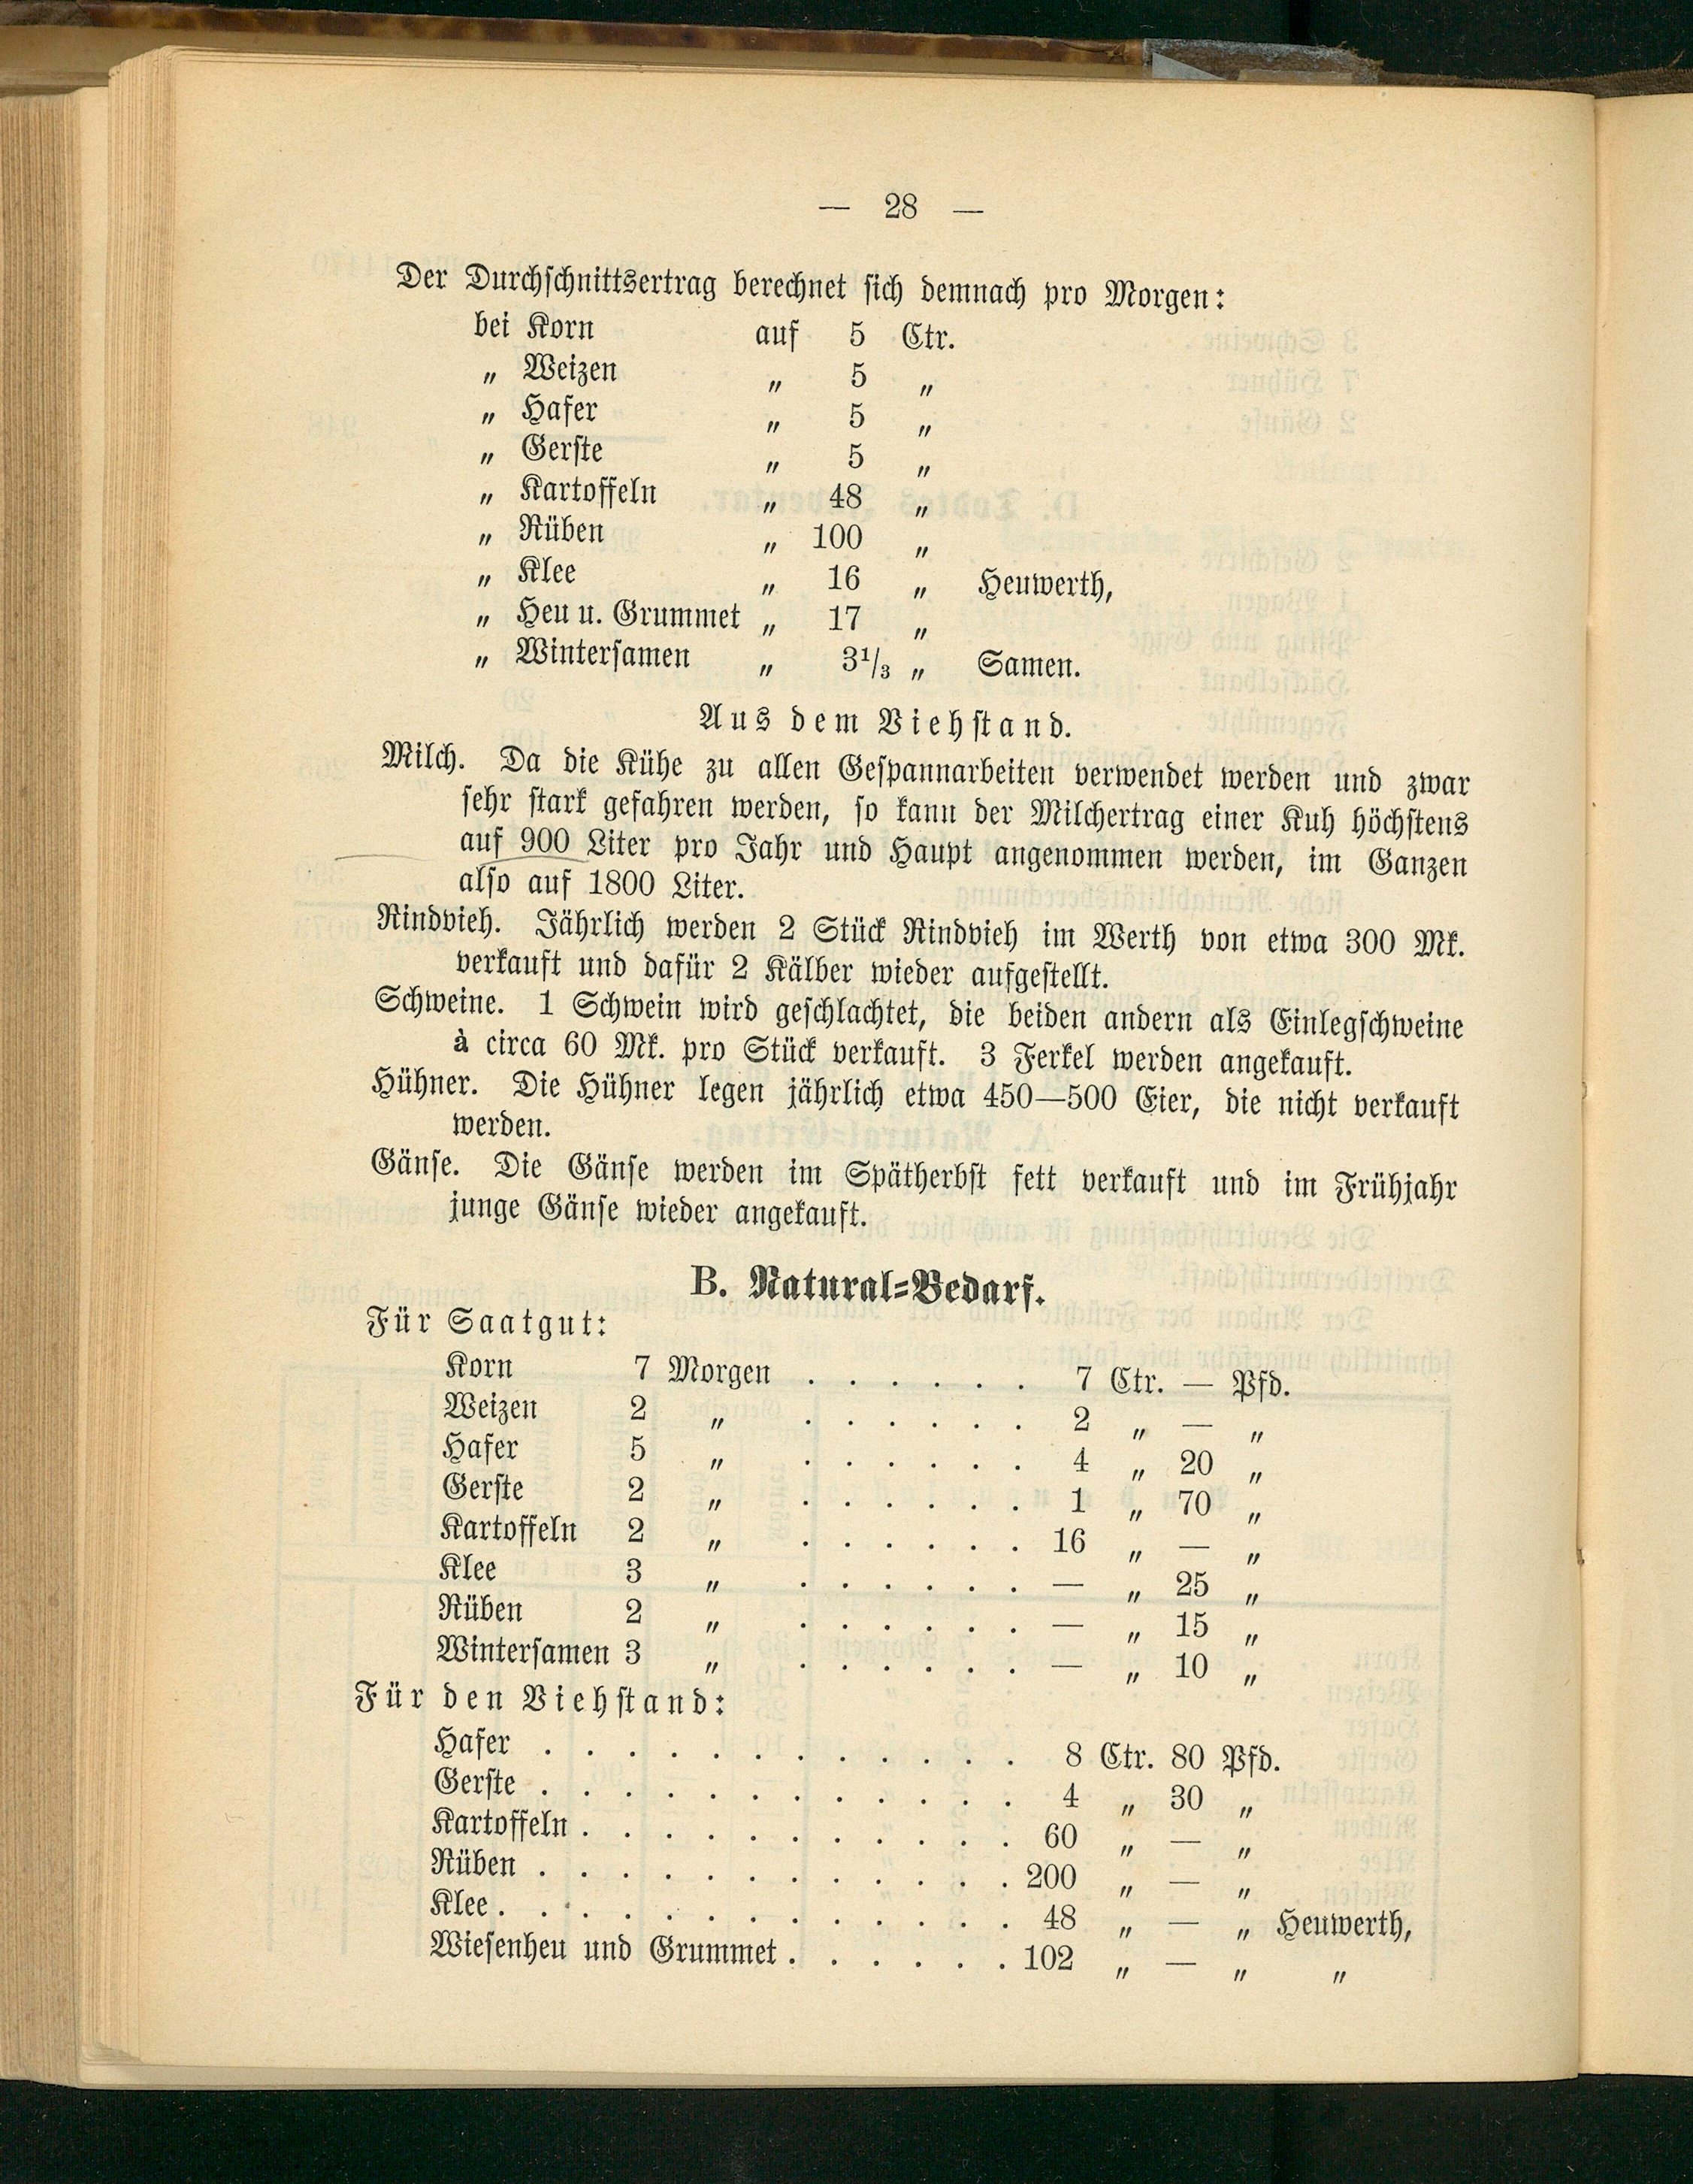 — 28 —
Der Durchschnittsertrag berechnet sich demnach pro Morgen:
bei Korn auf 5 Ctr.
„ Weizen „ 5 „
„ Hafer „ 5 „
„ Gerste „ 5 „
„ Kartoffeln „ 48 „
„ Rüben „ 100 „
„ Klee „ 16 „ Heuwerth,
„ Heu u. Grummet „ 17 „
„ Wintersamen „ 3¹/₃ „ Samen.
Aus dem Viehstand.
Milch. Da die Kühe zu allen Gespannarbeiten verwendet werden und zwar
sehr stark gefahren werden, so kann der Milchertrag einer Kuh höchstens
auf 900 Liter pro Jahr und Haupt angenommen werden, im Ganzen
also auf 1800 Liter.
Rindvieh. Jährlich werden 2 Stück Rindvieh im Werth von etwa 300 Mk.
verkauft und dafür 2 Kälber wieder aufgestellt.
Schweine. 1 Schwein wird geschlachtet, die beiden andern als Einlegschweine
à circa 60 Mk. pro Stück verkauft. 3 Ferkel werden angekauft.
Hühner. Die Hühner legen jährlich etwa 450—500 Eier, die nicht verkauft
werden.
Gänse. Die Gänse werden im Spätherbst fett verkauft und im Frühjahr
junge Gänse wieder angekauft.
B. Natural-Bedarf.
Für Saatgut:
Korn 7 Morgen . . . . . . 7 Ctr. — Pfd.
Weizen 2 „ . . . . . . 2 „ — „
Hafer 5 „ . . . . . . 4 „ 20 „
Gerste 2 „ . . . . . . 1 „ 70 „
Kartoffeln 2 „ . . . . . . 16 „ — „
Klee 3 „ . . . . . . — „ 25 „
Rüben 2 „ . . . . . . — „ 15 „
Wintersamen 3 „ . . . . . . — „ 10 „
Für den Viehstand:
Hafer . . . . . . . . . . . . 8 Ctr. 80 Pfd.
Gerste . . . . . . . . . . . . 4 „ 30 „
Kartoffeln . . . . . . . . . . . 60 „ — „
Rüben . . . . . . . . . . . . 200 „ — „
Klee . . . . . . . . . . . . . 48 „ — „ Heuwerth,
Wiesenheu und Grummet . . . . . . 102 „ — „ „